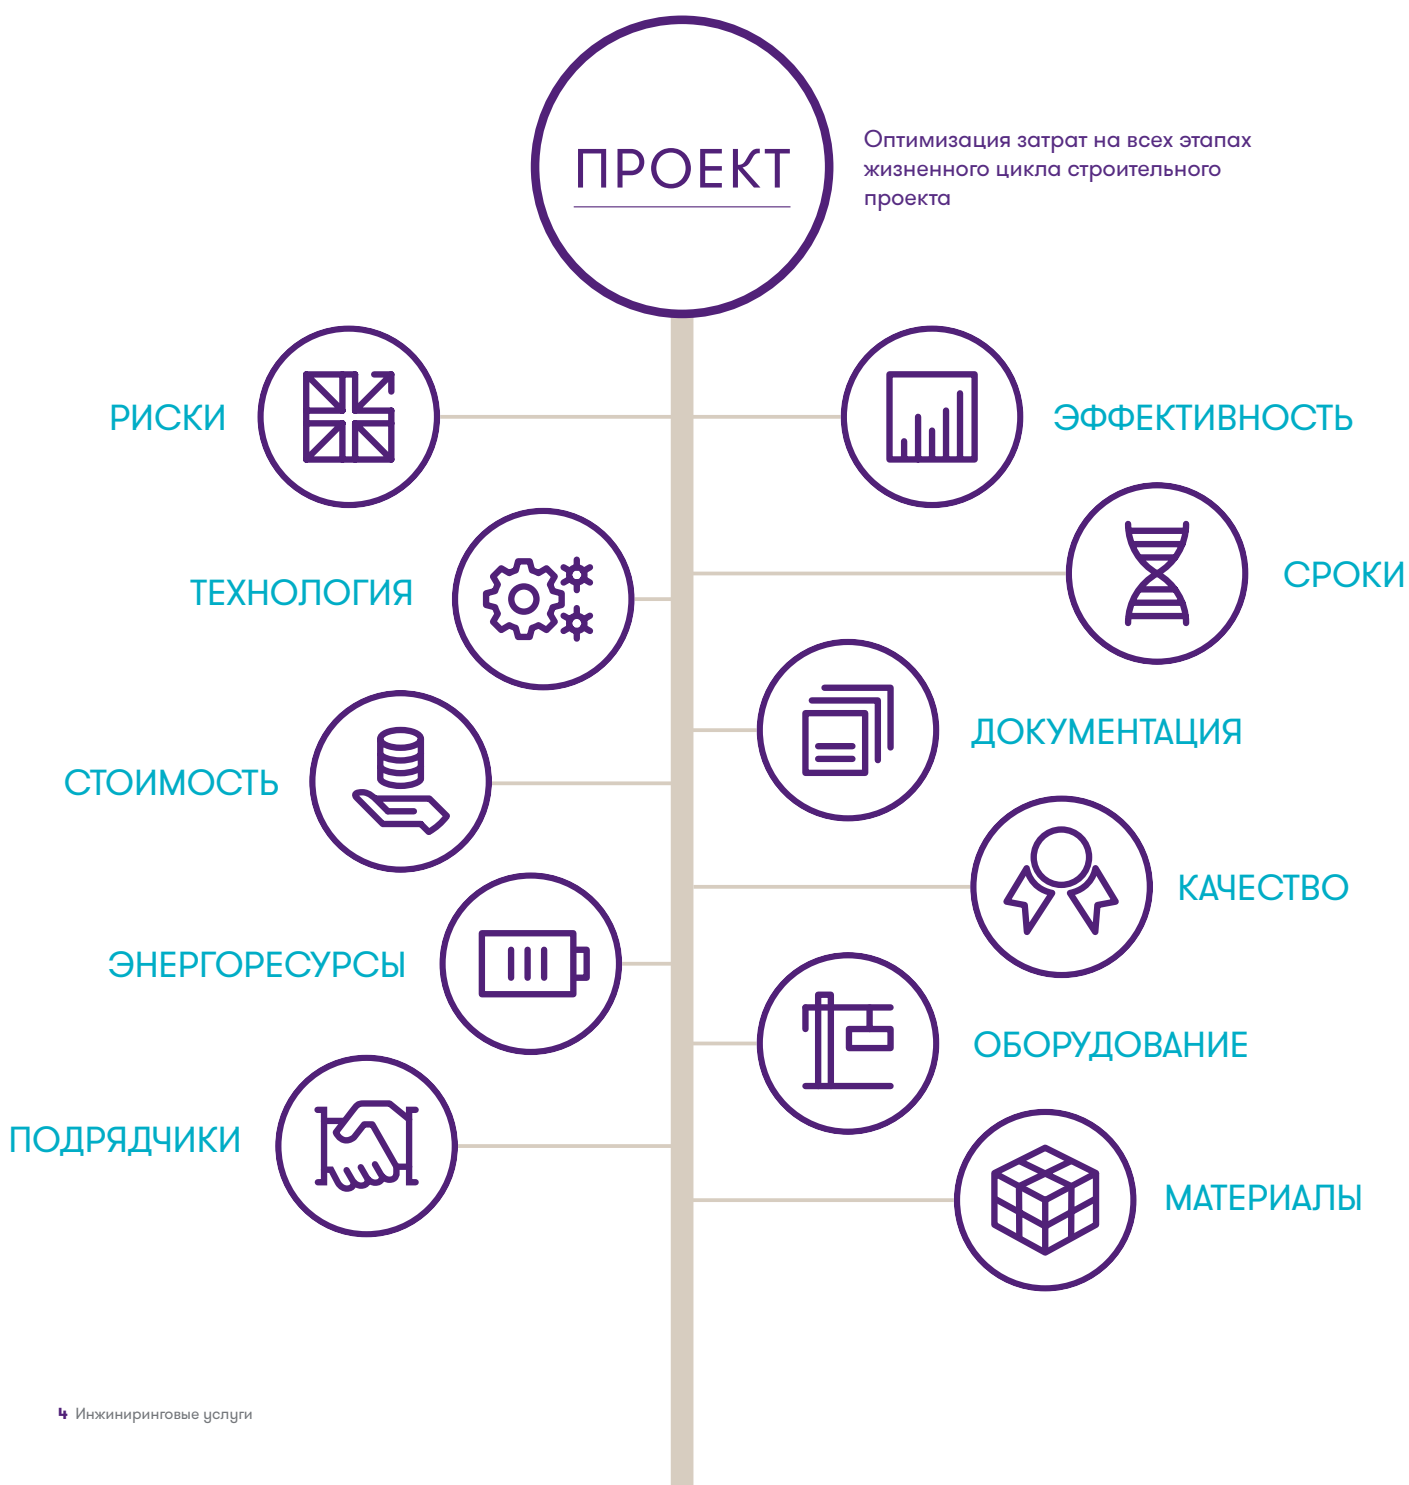 ПРОЕКТ
Оптимизация затрат на всех этапах
жизненного цикла строительного
проекта
РИСКИ
ЭФФЕКТИВНОСТЬ
ТЕХНОЛОГИЯ
СРОКИ
ДОКУМЕНТАЦИЯ
СТОИМОСТЬ
КАЧЕСТВО
ЭНЕРГОРЕСУРСЫ
ОБОРУДОВАНИЕ
ПОДРЯДЧИКИ
МАТЕРИАЛЫ
4 Инжиниринговые услуги